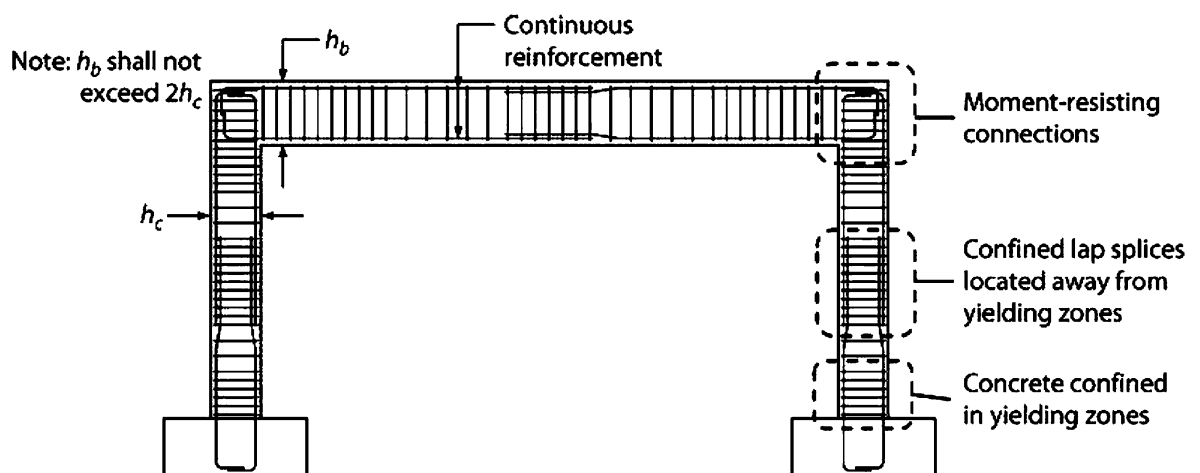 Continuous
reinforcement
h_b
Note: h_b shall not
exceed 2h_c
Moment-resisting
connections
h_c
Confined lap splices
located away from
yielding zones
Concrete confined
in yielding zones